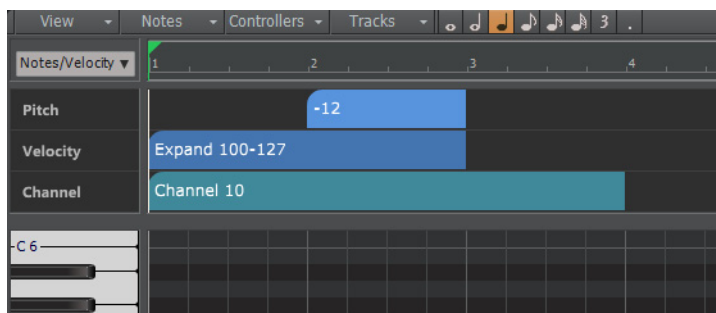 View Notes Controllers Tracks 3 .
Notes/Velocity 1 2 3 4
Pitch -12
Velocity Expand 100-127
Channel Channel 10
C 6